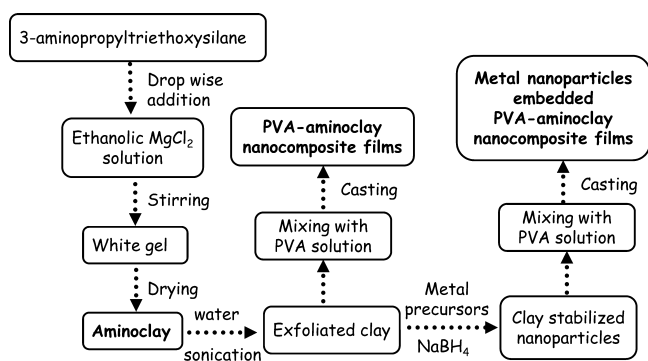 3-aminopropyltriethoxysilane
Drop wise
addition
Ethanolic MgCl₂
solution
Stirring
White gel
Drying
Aminoclay
water
sonication
Exfoliated clay
Mixing with
PVA solution
Casting
PVA-aminoclay
nanocomposite films
Metal
precursors
NaBH₄
Clay stabilized
nanoparticles
Mixing with
PVA solution
Casting
Metal nanoparticles
embedded
PVA-aminoclay
nanocomposite films